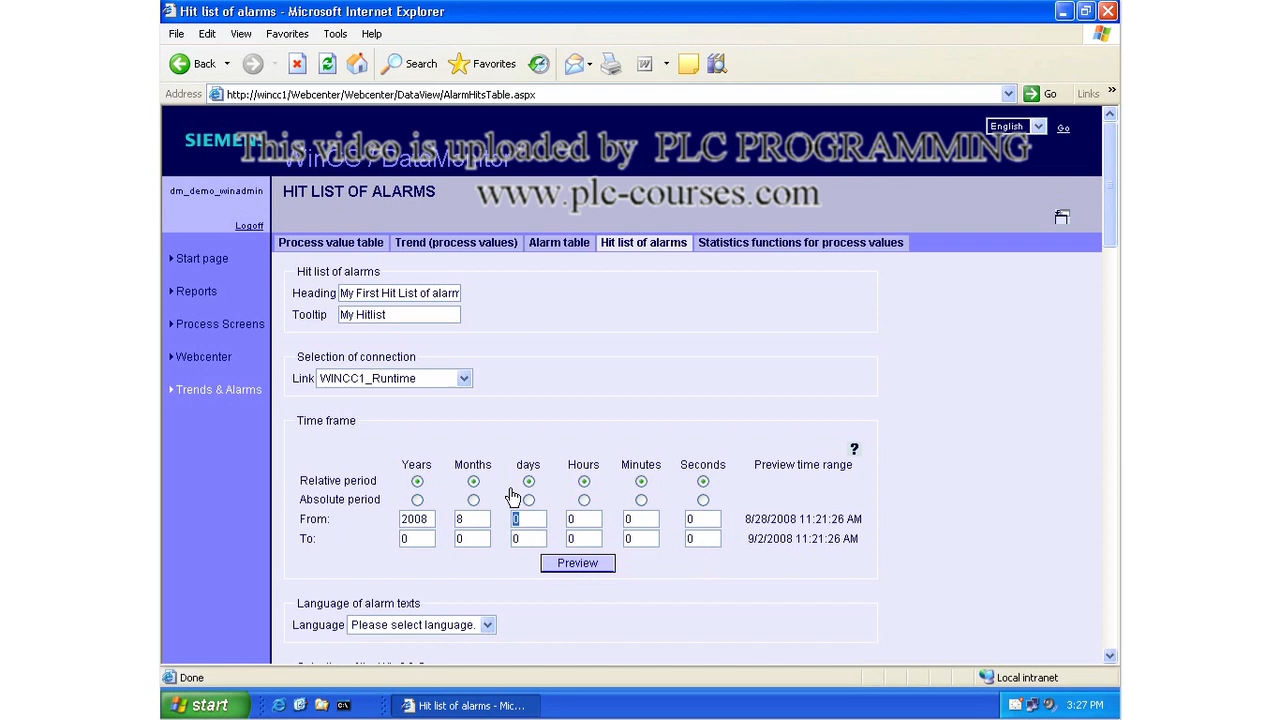 Hit list of alarms - Microsoft Internet Explorer
File Edit View Favorites Tools Help
Back Search Favorites
Address http://wincc1/Webcenter/Webcenter/DataView/AlarmHitsTable.aspx Go Links »
SIEMENS English Go
WinCC / DataMonitor
This video is uploaded by PLC PROGRAMMING
www.plc-courses.com
dm_demo_winadmin HIT LIST OF ALARMS
Logoff
Process value table Trend (process values) Alarm table Hit list of alarms Statistics functions for process values
Start page
Reports
Process Screens
Webcenter
Trends & Alarms
Hit list of alarms
Heading My First Hit List of alarm
Tooltip My Hitlist
Selection of connection
Link WINCC1_Runtime
Time frame
?
Years Months days Hours Minutes Seconds Preview time range
Relative period
Absolute period
From: 2008 8 0 0 0 0 8/28/2008 11:21:26 AM
To: 0 0 0 0 0 0 9/2/2008 11:21:26 AM
Preview
Language of alarm texts
Language Please select language.
Done Local intranet
start Hit list of alarms - Mic... 3:27 PM